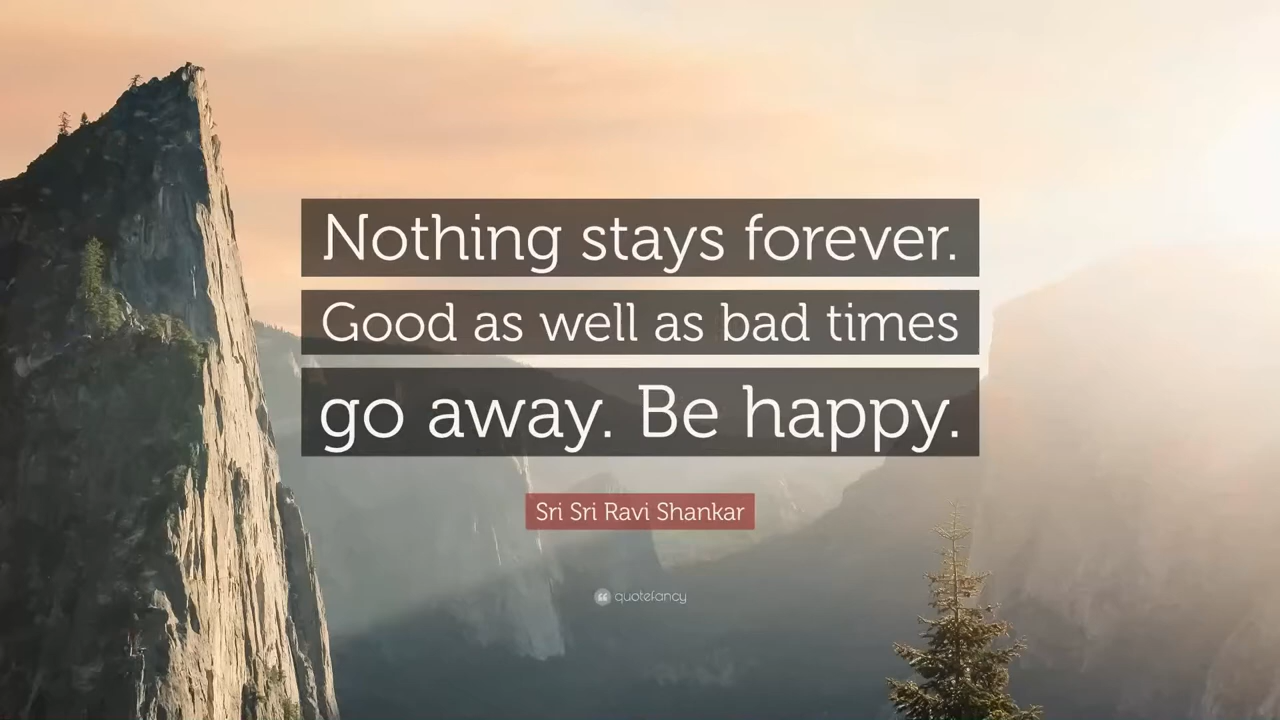 Nothing stays forever.
Good as well as bad times
go away. Be happy.
Sri Sri Ravi Shankar
quotefancy